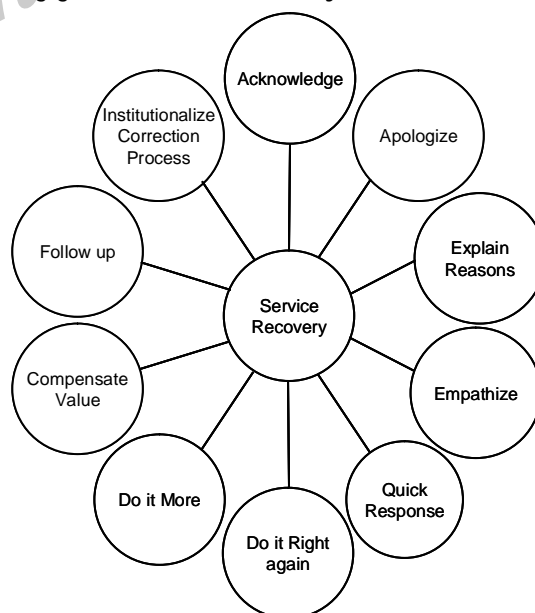 Acknowledge
Apologize
Explain
Reasons
Empathize
Quick
Response
Do it Right
again
Do it More
Compensate
Value
Follow up
Institutionalize
Correction
Process
Service
Recovery